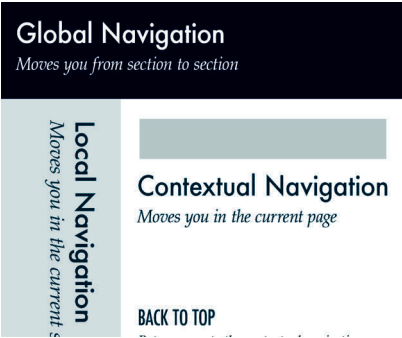 Global Navigation
Moves you from section to section
Local Navigation
Moves you in the current
Contextual Navigation
Moves you in the current page
BACK TO TOP